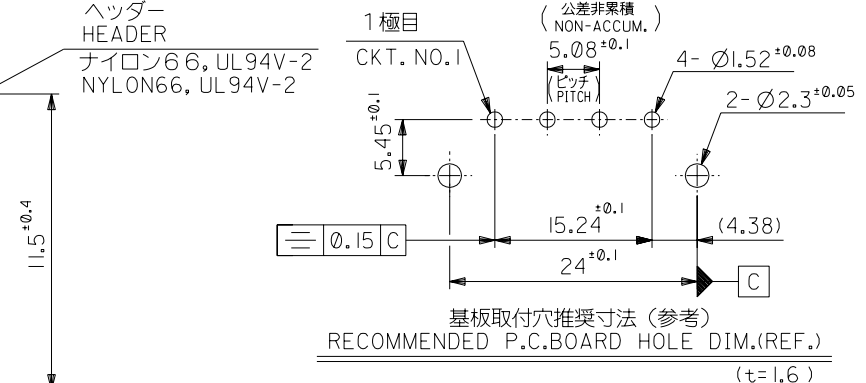 ヘッダー
HEADER
ナイロン66, UL94V-2
NYLON66, UL94V-2
11.5±0.4
1極目
CKT. NO.1
(公差非累積
NON-ACCUM.)
5.08±0.1
(ピッチ
PITCH)
4- Ø1.52±0.08
2- Ø2.3±0.05
5.45±0.1
15.24±0.1
(4.38)
0.15 C
24±0.1
C
基板取付穴推奨寸法 (参考)
RECOMMENDED P.C.BOARD HOLE DIM.(REF.)
(t=1.6 )